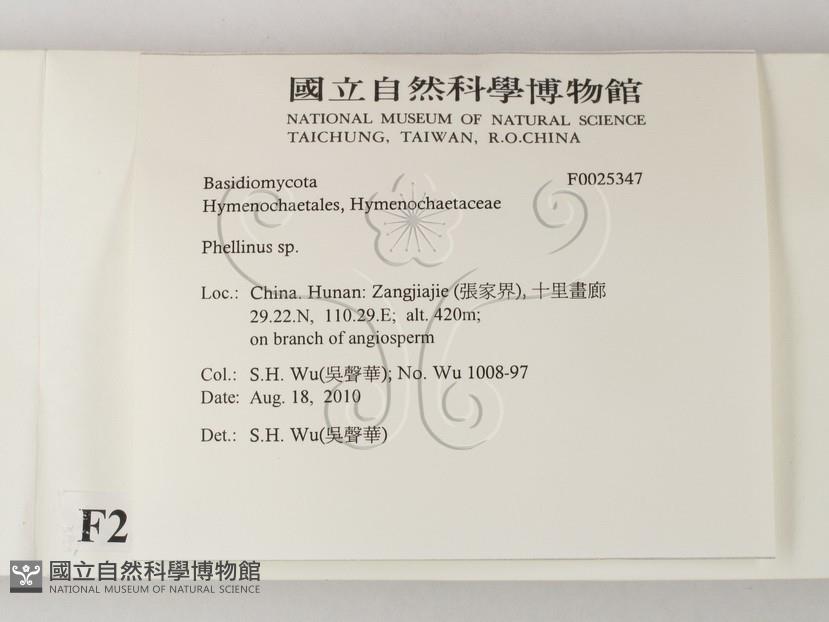 國立自然科學博物館
NATIONAL MUSEUM OF NATURAL SCIENCE
TAICHUNG, TAIWAN, R.O.CHINA
Basidiomycota F0025347
Hymenochaetales, Hymenochaetaceae
Phellinus sp.
Loc.: China. Hunan: Zangjiajie (張家界), 十里畫廊
29.22.N, 110.29.E; alt. 420m;
on branch of angiosperm
Col.: S.H. Wu(吳聲華); No. Wu 1008-97
Date: Aug. 18, 2010
Det.: S.H. Wu(吳聲華)
F2
國立自然科學博物館
NATIONAL MUSEUM OF NATURAL SCIENCE